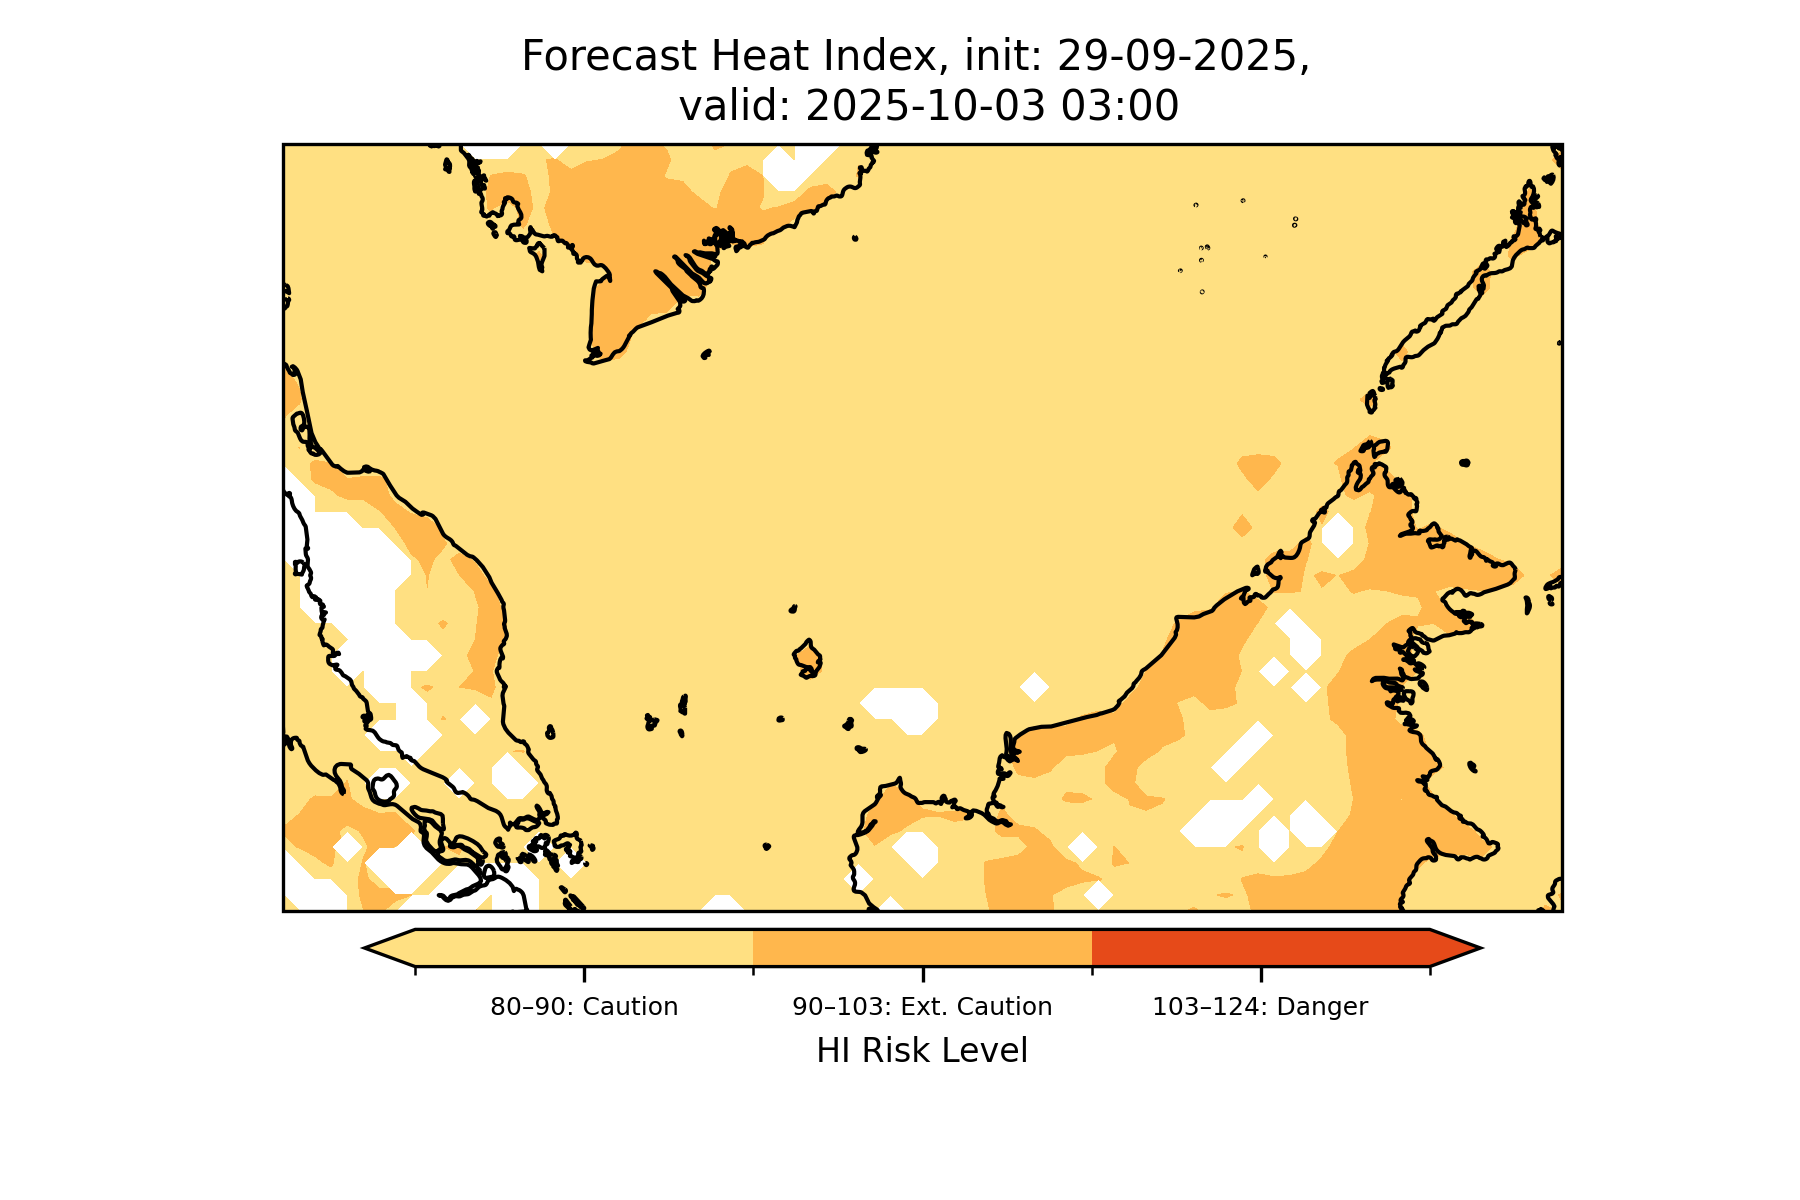 Forecast Heat Index, init: 29-09-2025,
valid: 2025-10-03 03:00
80–90: Caution
90–103: Ext. Caution
103–124: Danger
HI Risk Level